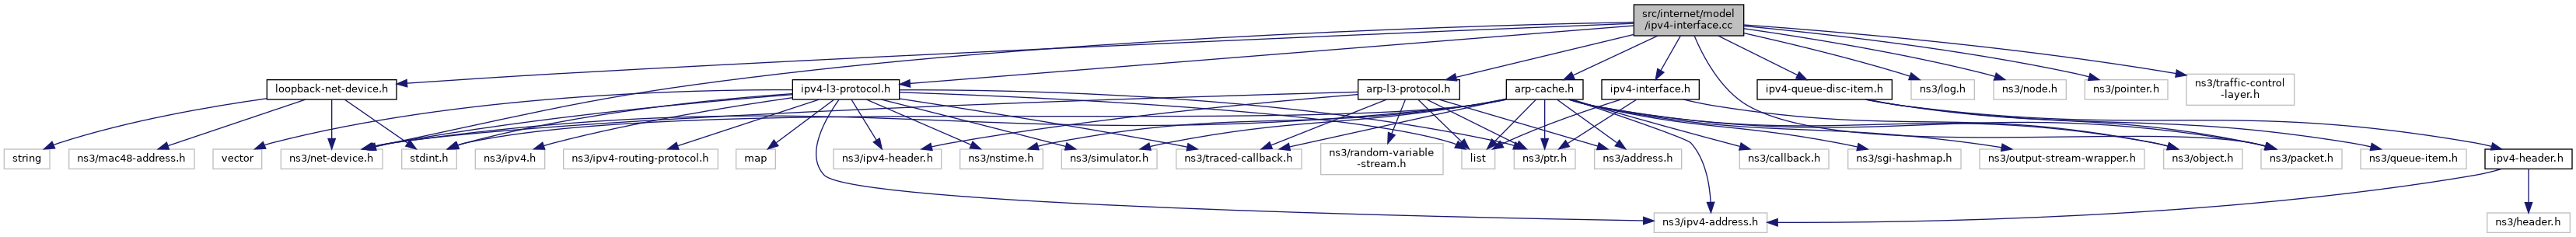 src/internet/model
/ipv4-interface.cc
loopback-net-device.h
ipv4-l3-protocol.h
arp-l3-protocol.h
arp-cache.h
ipv4-interface.h
ipv4-queue-disc-item.h
ns3/log.h
ns3/node.h
ns3/pointer.h
ns3/traffic-control
-layer.h
string
ns3/mac48-address.h
vector
ns3/net-device.h
stdint.h
ns3/ipv4.h
ns3/ipv4-routing-protocol.h
map
ns3/ipv4-header.h
ns3/nstime.h
ns3/simulator.h
ns3/traced-callback.h
ns3/random-variable
-stream.h
list
ns3/ptr.h
ns3/address.h
ns3/callback.h
ns3/sgi-hashmap.h
ns3/output-stream-wrapper.h
ns3/object.h
ns3/packet.h
ns3/queue-item.h
ipv4-header.h
ns3/ipv4-address.h
ns3/header.h